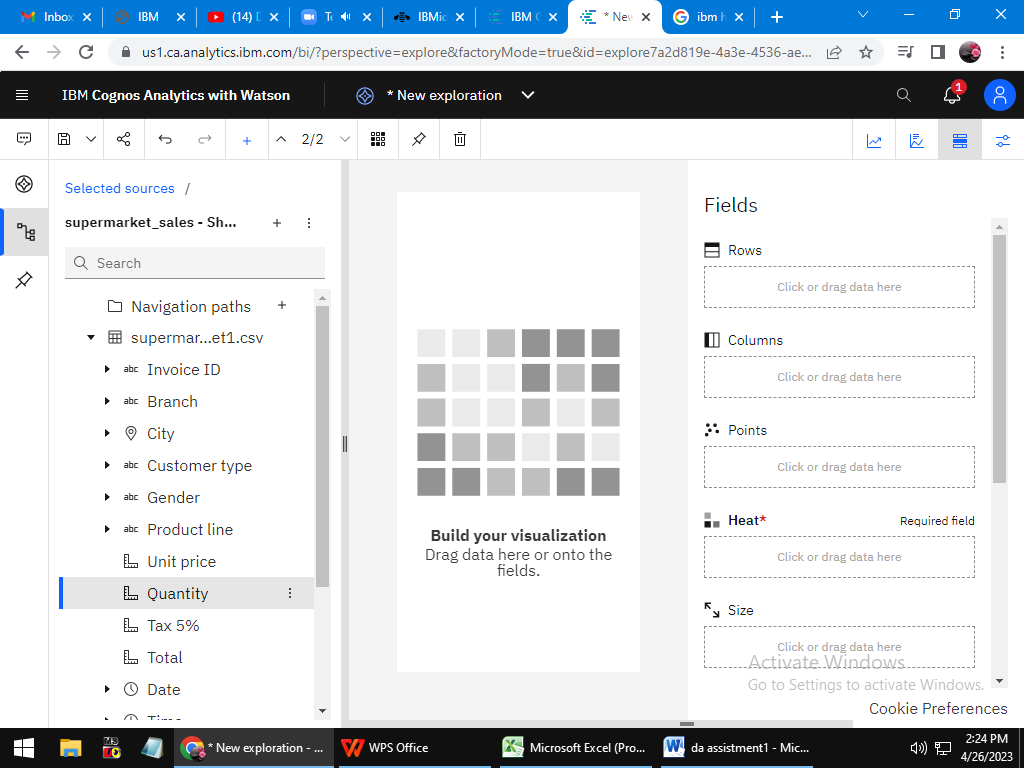 Inbox
IBM
(14)
IBMic
IBM
* New
ibm h
us1.ca.analytics.ibm.com/bi/?perspective=explore&factoryMode=true&id=explore7a2d819e-4a3e-4536-ae...
IBM Cognos Analytics with Watson
* New exploration
1
2/2
Selected sources /
supermarket_sales - Sh...
Search
Navigation paths
supermar...et1.csv
abc Invoice ID
abc Branch
City
abc Customer type
abc Gender
abc Product line
Unit price
Quantity
Tax 5%
Total
Date
Time
Build your visualization
Drag data here or onto the
fields.
Fields
Rows
Click or drag data here
Columns
Click or drag data here
Points
Click or drag data here
Heat* Required field
Click or drag data here
Size
Click or drag data here
Activate Windows
Go to Settings to activate Windows.
Cookie Preferences
* New exploration - ...
WPS Office
Microsoft Excel (Pro...
da assistment1 - Mic...
2:24 PM
4/26/2023